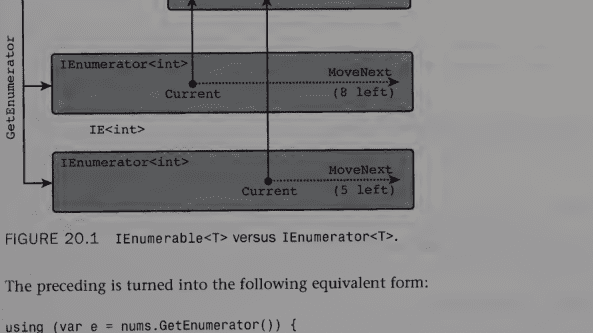 GetEnumerator
IEnumerator<int>
MoveNext
Current
(8 left)
IE<int>
IEnumerator<int>
MoveNext
Current
(5 left)
FIGURE 20.1 IEnumerable<T> versus IEnumerator<T>.
The preceding is turned into the following equivalent form:
using (var e = nums.GetEnumerator()) {